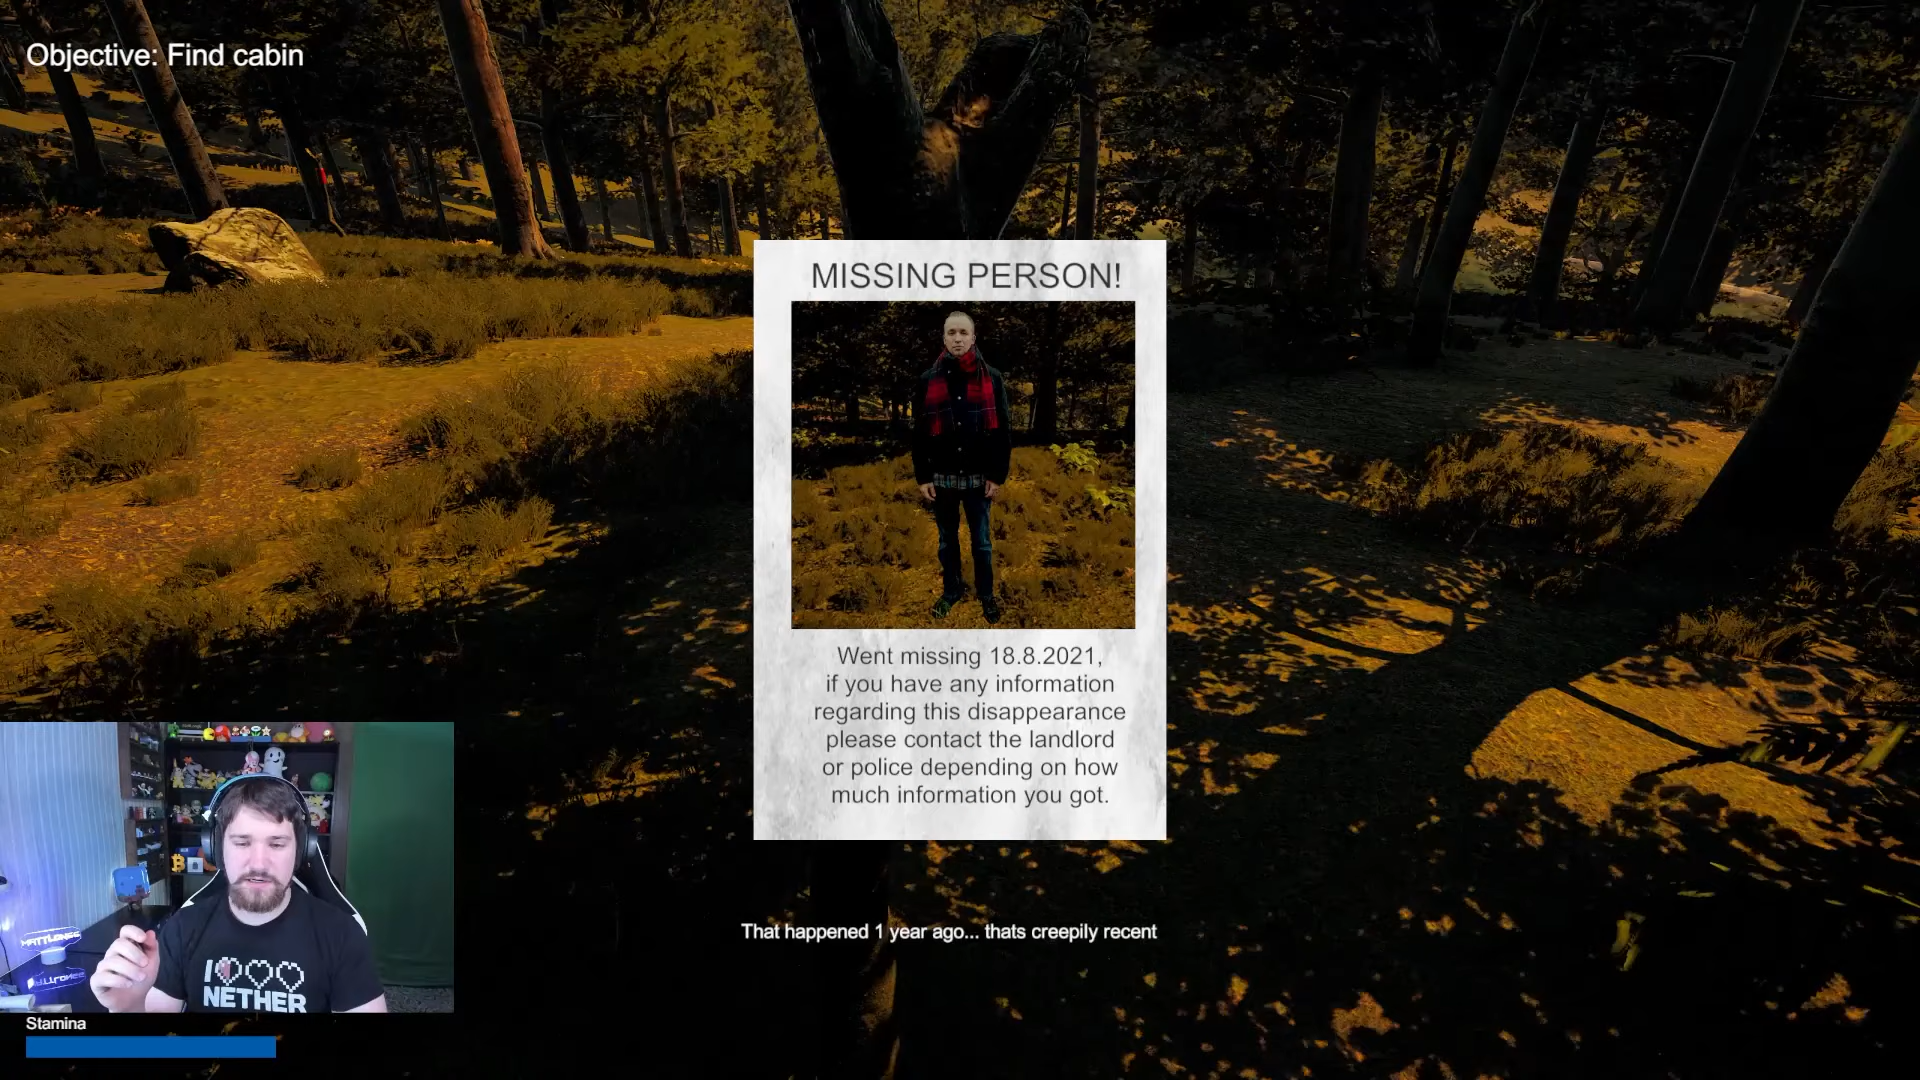 Objective: Find cabin
MISSING PERSON!
Went missing 18.8.2021,
if you have any information
regarding this disappearance
please contact the landlord
or police depending on how
much information you got.
That happened 1 year ago... thats creepily recent
MATTLONEE
I
NETHER
Stamina